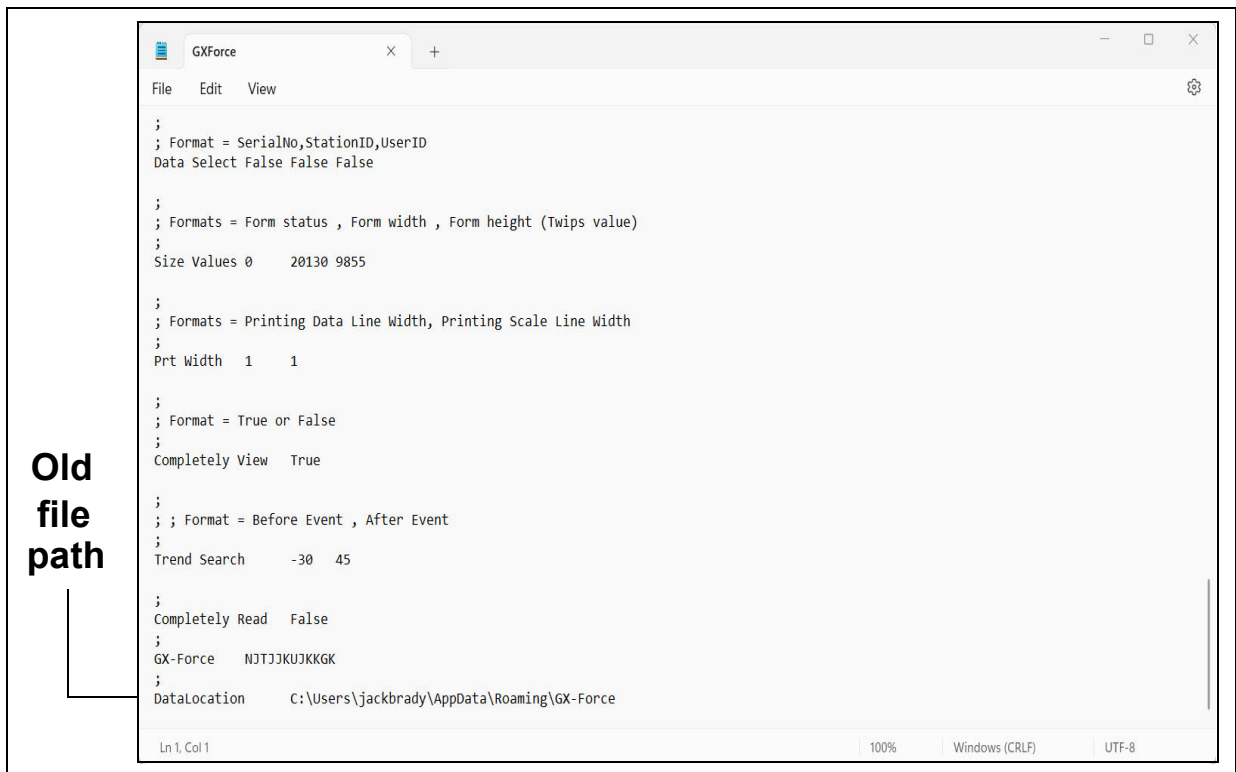 GXForce
File Edit View
;
; Format = SerialNo,StationID,UserID
Data Select False False False
;
; Formats = Form status , Form width , Form height (Twips value)
;
Size Values 0 20130 9855
;
; Formats = Printing Data Line Width, Printing Scale Line Width
;
Prt Width 1 1
;
; Format = True or False
;
Completely View True
;
; ; Format = Before Event , After Event
;
Trend Search -30 45
;
Completely Read False
;
GX-Force NJTJJKUJKKGK
;
DataLocation C:\Users\jackbrady\AppData\Roaming\GX-Force
Ln 1, Col 1 100% Windows (CRLF) UTF-8
Old
file
path